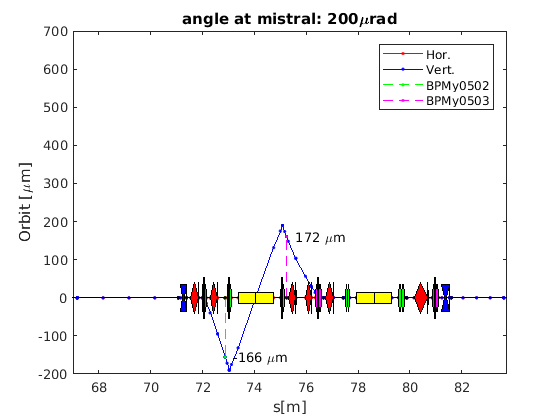 angle at mistral: 200μrad
700
600
500
400
300
200
100
0
-100
-200
Orbit [μm]
Hor.
Vert.
BPMy0502
BPMy0503
172 μm
-166 μm
68
70
72
74
76
78
80
82
s[m]